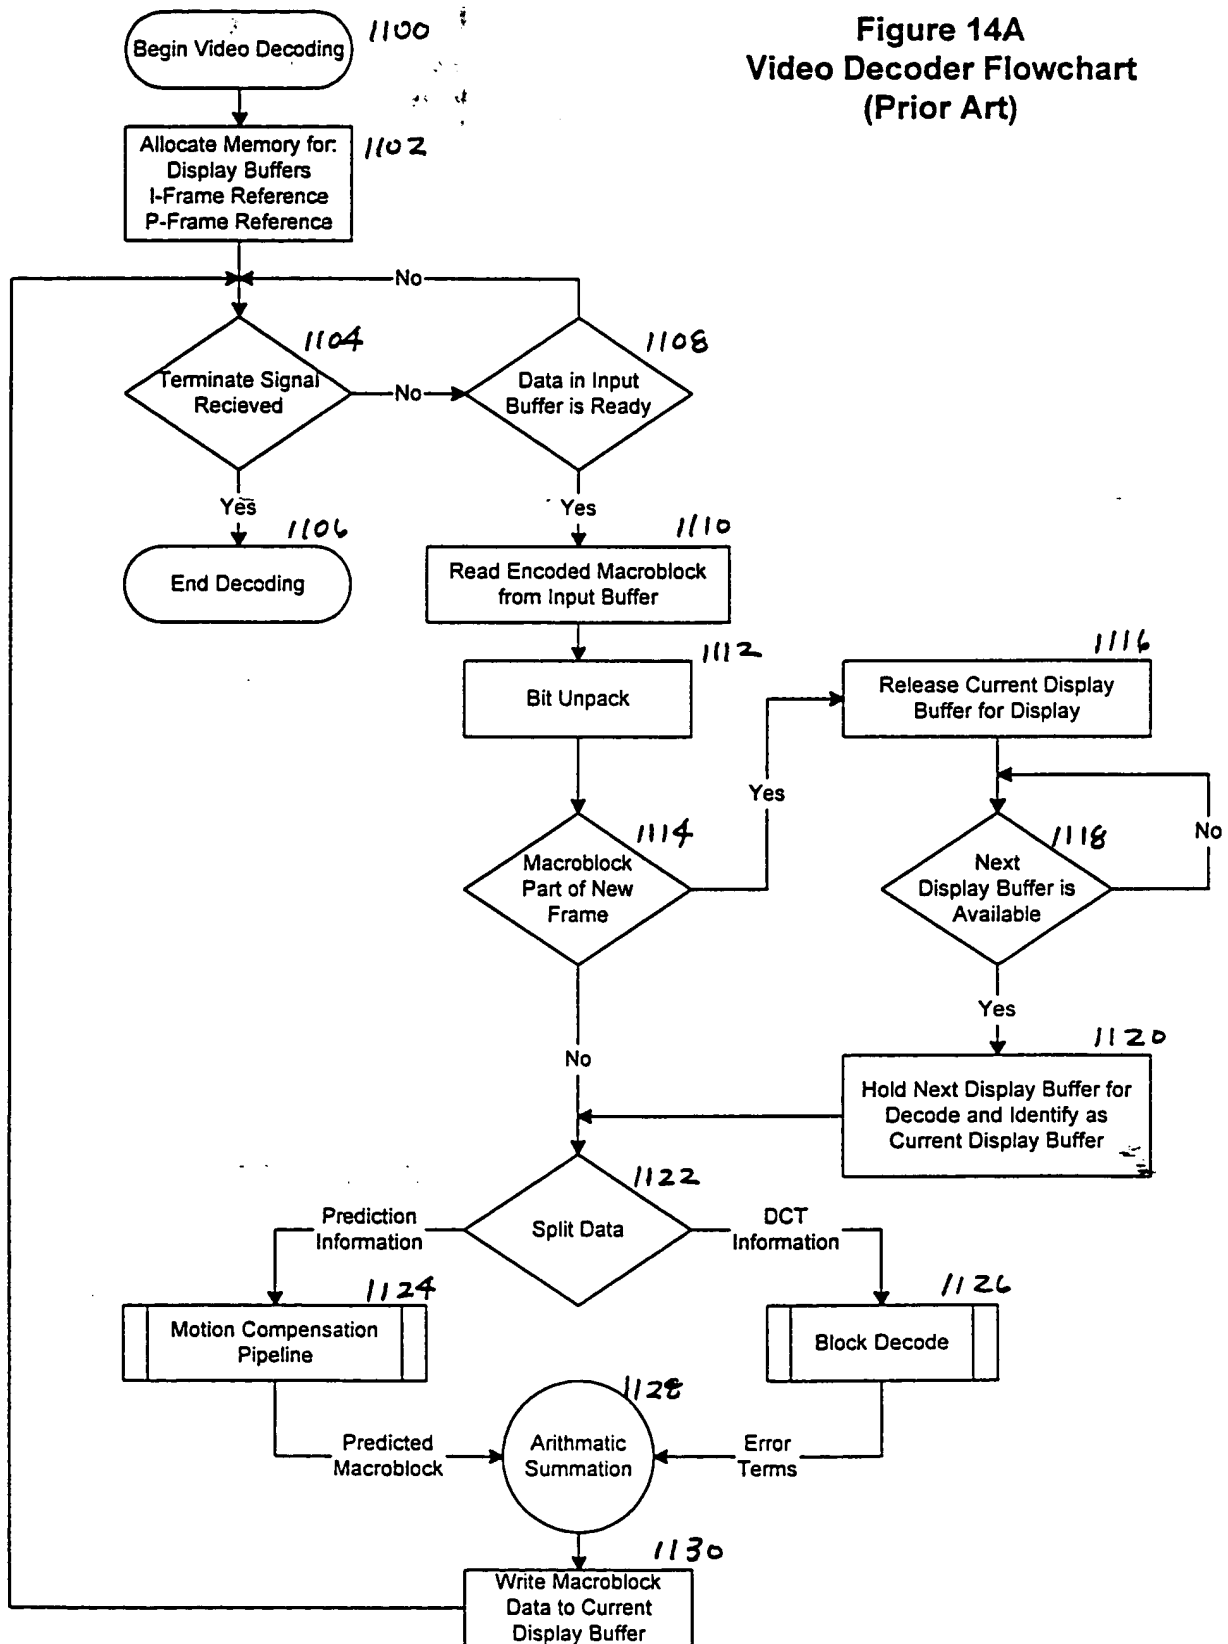 Figure 14A
Video Decoder Flowchart
(Prior Art)
Begin Video Decoding
1100
Allocate Memory for:
Display Buffers
I-Frame Reference
P-Frame Reference
1102
No
1104
Terminate Signal
Recieved
No
1108
Data in Input
Buffer is Ready
Yes
Yes
1106
End Decoding
1110
Read Encoded Macroblock
from Input Buffer
1112
Bit Unpack
1116
Release Current Display
Buffer for Display
Yes
1114
Macroblock
Part of New
Frame
1118
Next
Display Buffer is
Available
No
Yes
No
1120
Hold Next Display Buffer for
Decode and Identify as
Current Display Buffer
1122
Split Data
Prediction
Information
DCT
Information
1124
Motion Compensation
Pipeline
1126
Block Decode
1128
Arithmatic
Summation
Predicted
Macroblock
Error
Terms
1130
Write Macroblock
Data to Current
Display Buffer